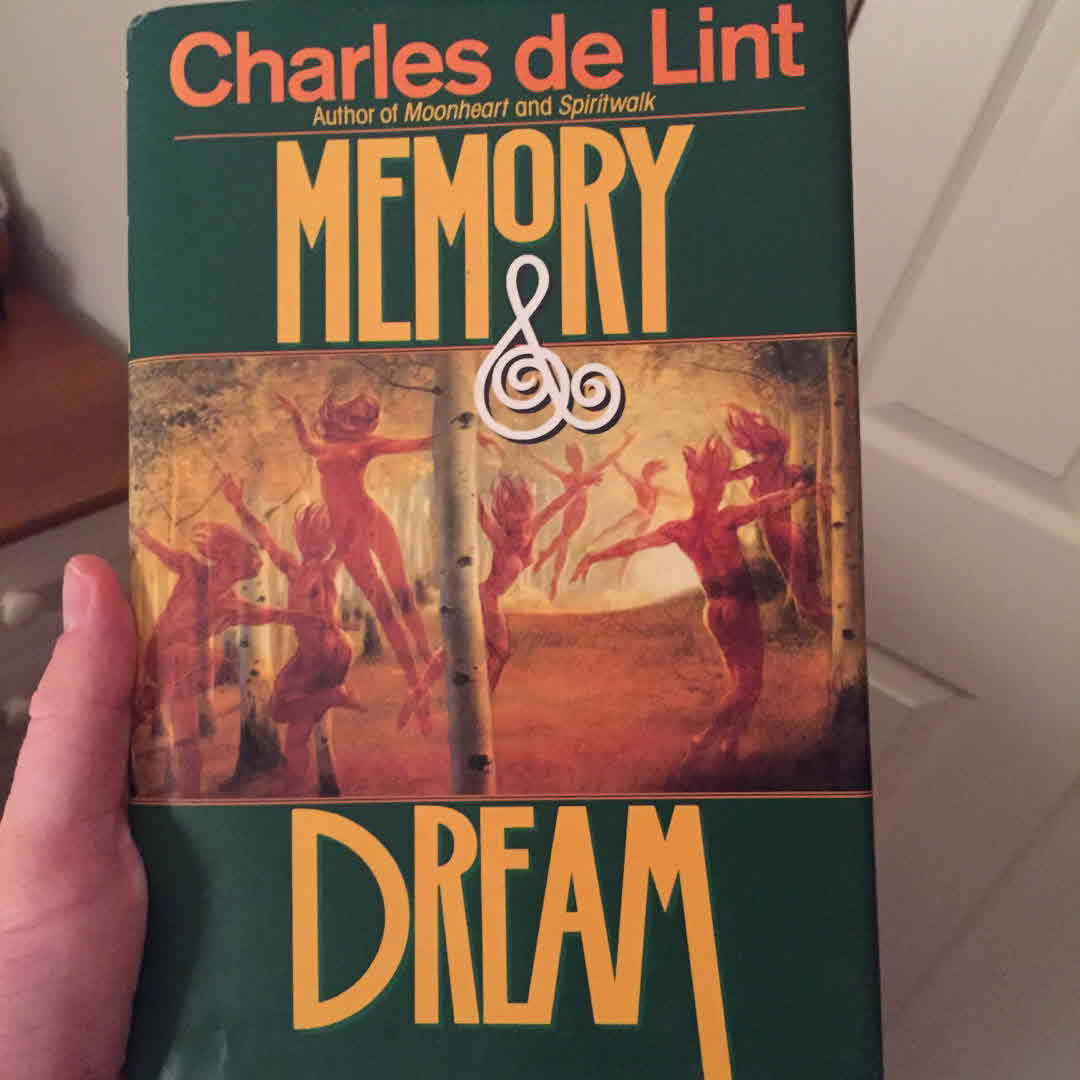 Charles de Lint
Author of Moonheart and Spiritwalk
MEMORY
&
DREAM